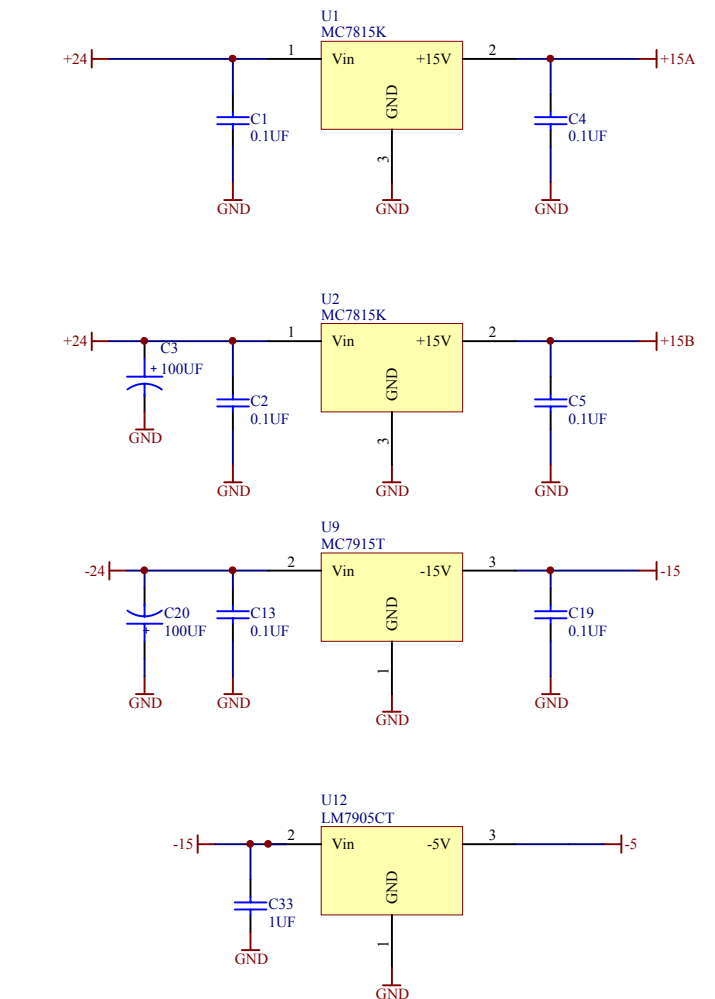 U1
MC7815K
+24
1
Vin
+15V
2
+15A
GND
3
C1
0.1UF
C4
0.1UF
GND
GND
GND
U2
MC7815K
+24
1
Vin
+15V
2
+15B
C3
+ 100UF
GND
3
C2
0.1UF
C5
0.1UF
GND
GND
GND
GND
U9
MC7915T
-24
2
Vin
-15V
3
-15
C20
+ 100UF
C13
0.1UF
GND
1
C19
0.1UF
GND
GND
GND
GND
U12
LM7905CT
-15
2
Vin
-5V
3
-5
GND
1
C33
1UF
GND
GND